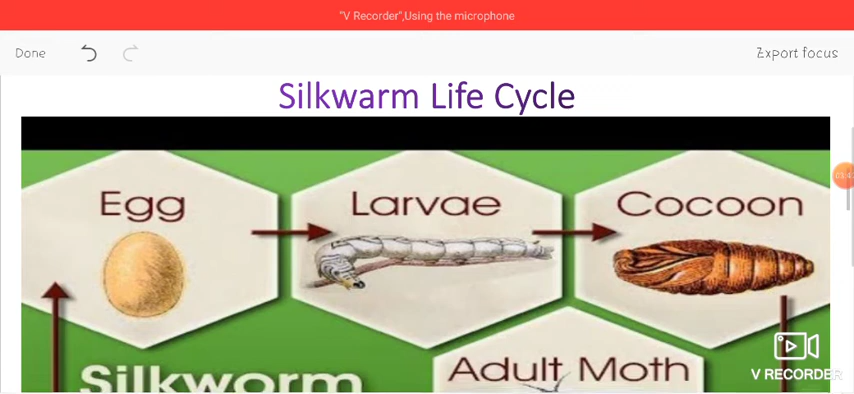 "V Recorder",Using the microphone
Done
Export focus
Silkwarm Life Cycle
Egg
Larvae
Cocoon
Adult Moth
Silkworm
V RECORDER